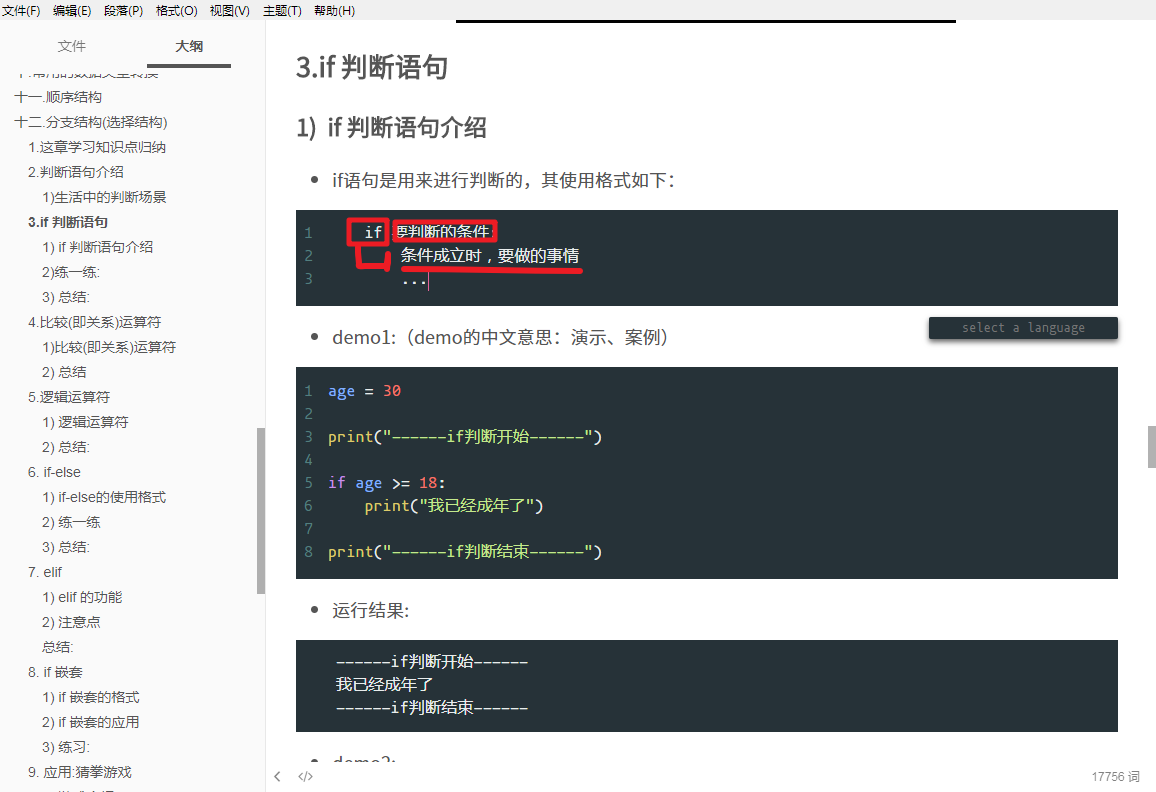 文件(F) 编辑(E) 段落(P) 格式(O) 视图(V) 主题(T) 帮助(H)
文件 大纲
十一.顺序结构
十二.分支结构(选择结构)
1.这章学习知识点归纳
2.判断语句介绍
1)生活中的判断场景
3.if 判断语句
1) if 判断语句介绍
2)练一练:
3) 总结:
4.比较(即关系)运算符
1)比较(即关系)运算符
2) 总结
5.逻辑运算符
1) 逻辑运算符
2) 总结:
6. if-else
1) if-else的使用格式
2) 练一练
3) 总结:
7. elif
1) elif 的功能
2) 注意点
总结:
8. if 嵌套
1) if 嵌套的格式
2) if 嵌套的应用
3) 练习:
9. 应用:猜拳游戏
3.if 判断语句
1) if 判断语句介绍
if语句是用来进行判断的，其使用格式如下：
1 if 要判断的条件:
2 条件成立时，要做的事情
3 ...
select a language
demo1:（demo的中文意思：演示、案例）
1 age = 30
2
3 print("------if判断开始------")
4
5 if age >= 18:
6 print("我已经成年了")
7
8 print("------if判断结束------")
运行结果:
------if判断开始------
我已经成年了
------if判断结束------
demo2:
</> 17756 词